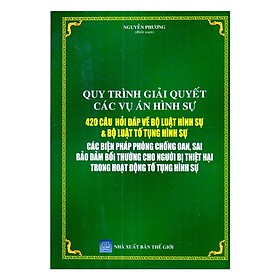 NGUYỄN PHƯƠNG
(Biên soạn)
QUY TRÌNH GIẢI QUYẾT
CÁC VỤ ÁN HÌNH SỰ
420 CÂU HỎI ĐÁP VỀ BỘ LUẬT HÌNH SỰ
& BỘ LUẬT TỐ TỤNG HÌNH SỰ
CÁC BIỆN PHÁP PHÒNG CHỐNG OAN, SAI
BẢO ĐẢM BỒI THƯỜNG CHO NGƯỜI BỊ THIỆT HẠI
TRONG HOẠT ĐỘNG TỐ TỤNG HÌNH SỰ
NHÀ XUẤT BẢN THẾ GIỚI